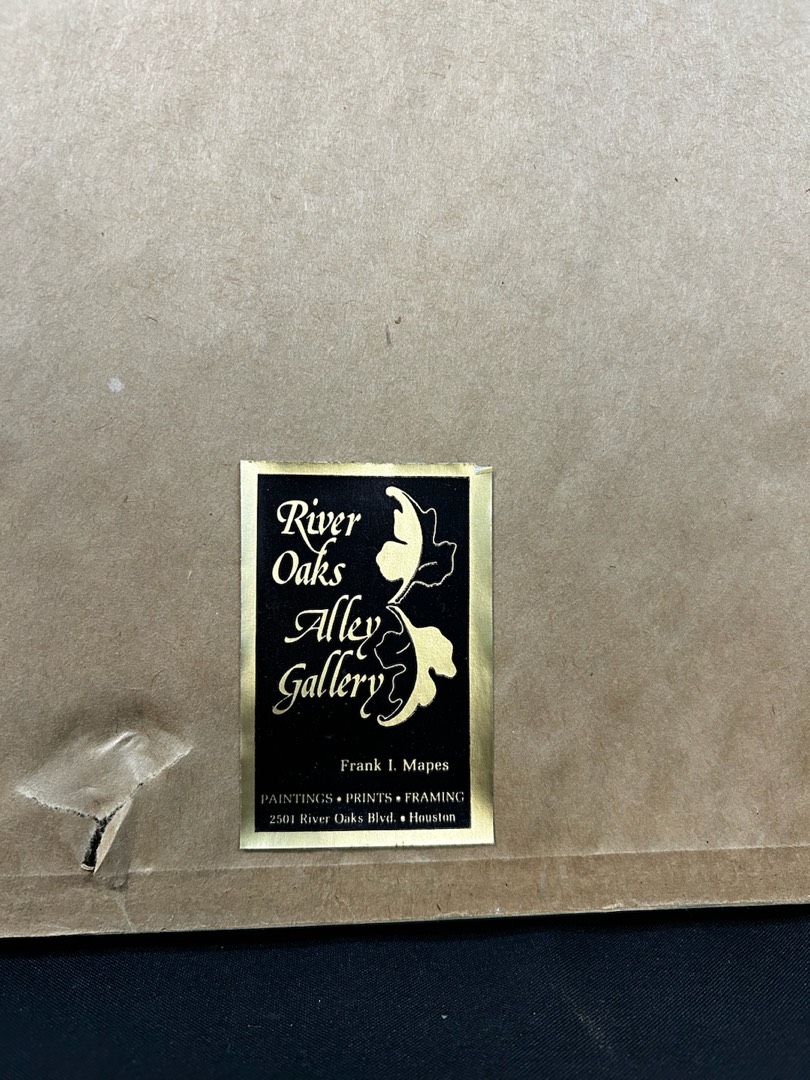 River
Oaks
Alley
Gallery
Frank I. Mapes
PAINTINGS • PRINTS • FRAMING
2501 River Oaks Blvd. • Houston